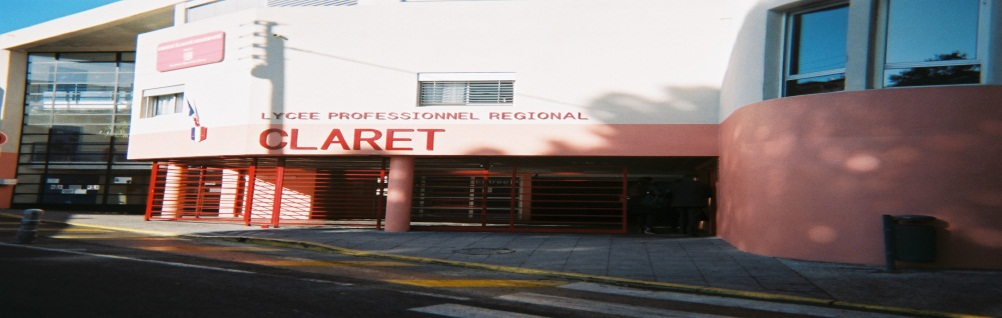 LYCEE PROFESSIONNEL REGIONAL
CLARET